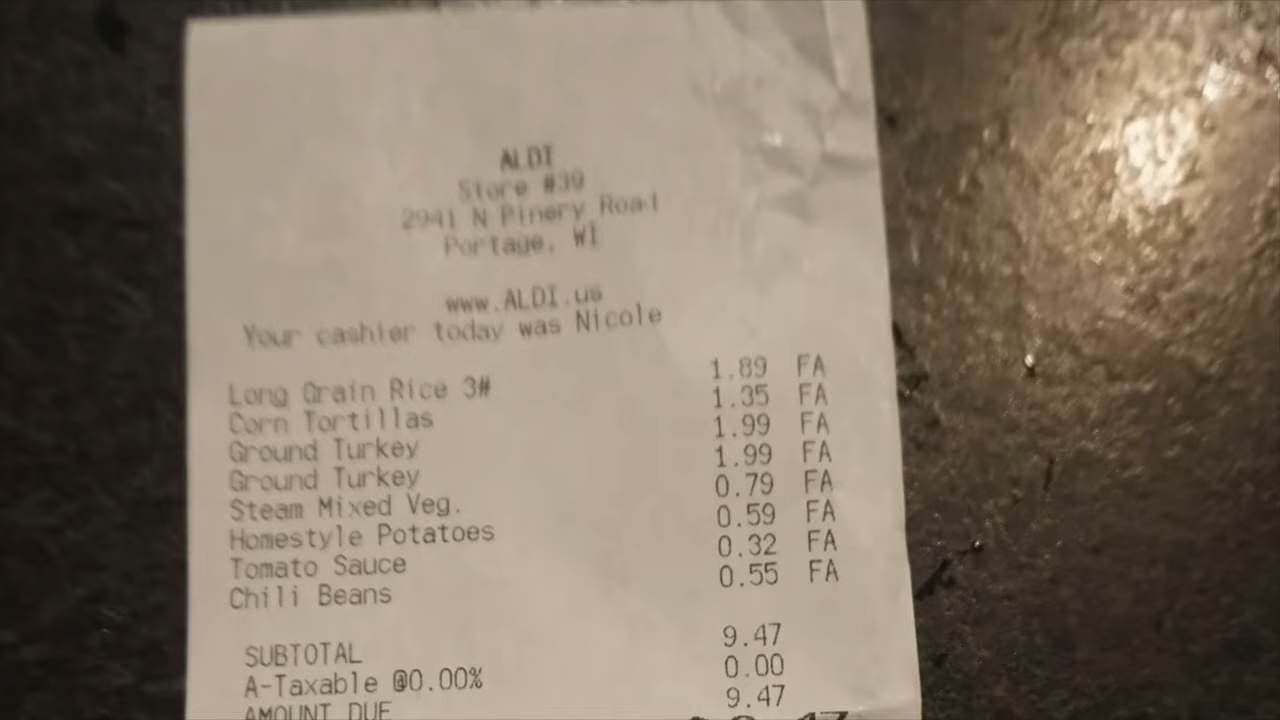 ALDI
Store #39
2941 N Pinery Road
Portage, WI
www.ALDI.us
Your cashier today was Nicole
Long Grain Rice 3# 1.89 FA
Corn Tortillas 1.35 FA
Ground Turkey 1.99 FA
Ground Turkey 1.99 FA
Steam Mixed Veg. 0.79 FA
Homestyle Potatoes 0.59 FA
Tomato Sauce 0.32 FA
Chili Beans 0.55 FA
SUBTOTAL 9.47
A-Taxable @0.00% 0.00
AMOUNT DUE 9.47